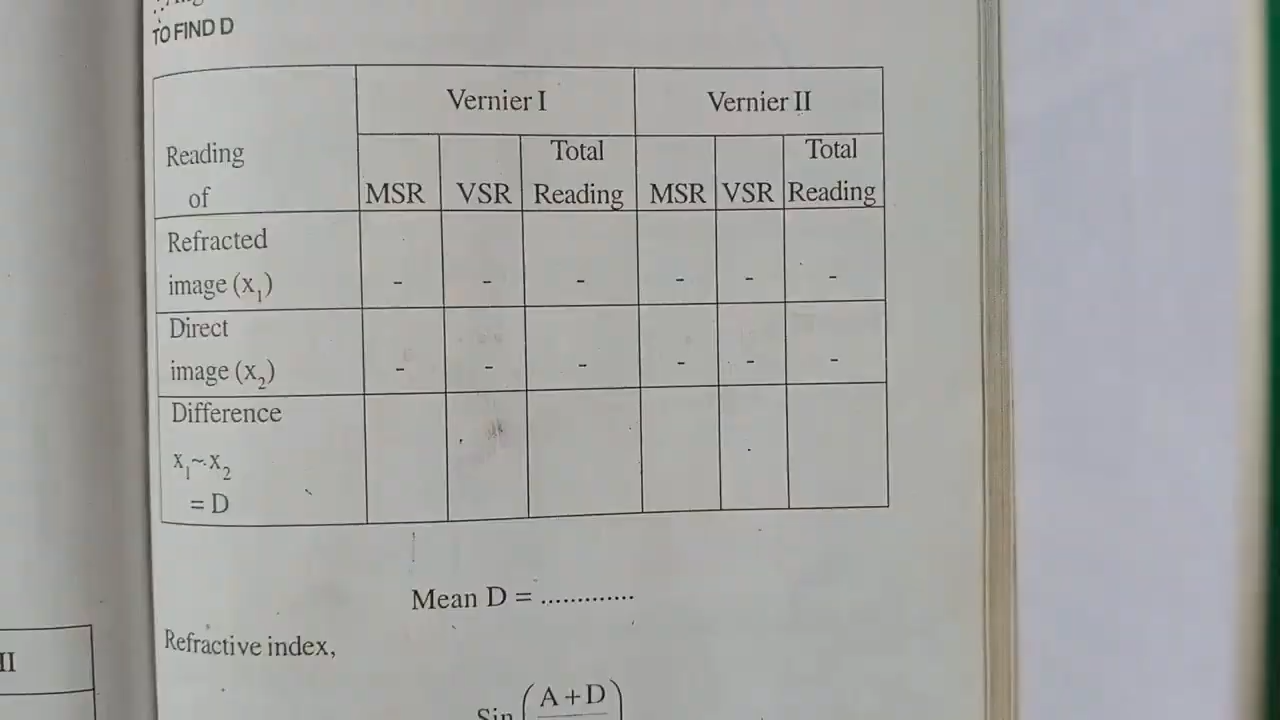 TO FIND D
Vernier I Vernier II
Reading of MSR VSR Total Reading MSR VSR Total Reading
Refracted image (x₁) - - - - - -
Direct image (x₂) - - - - - -
Difference x₁~x₂ = D
Mean D = .............
Refractive index,
Sin (A+D)
II